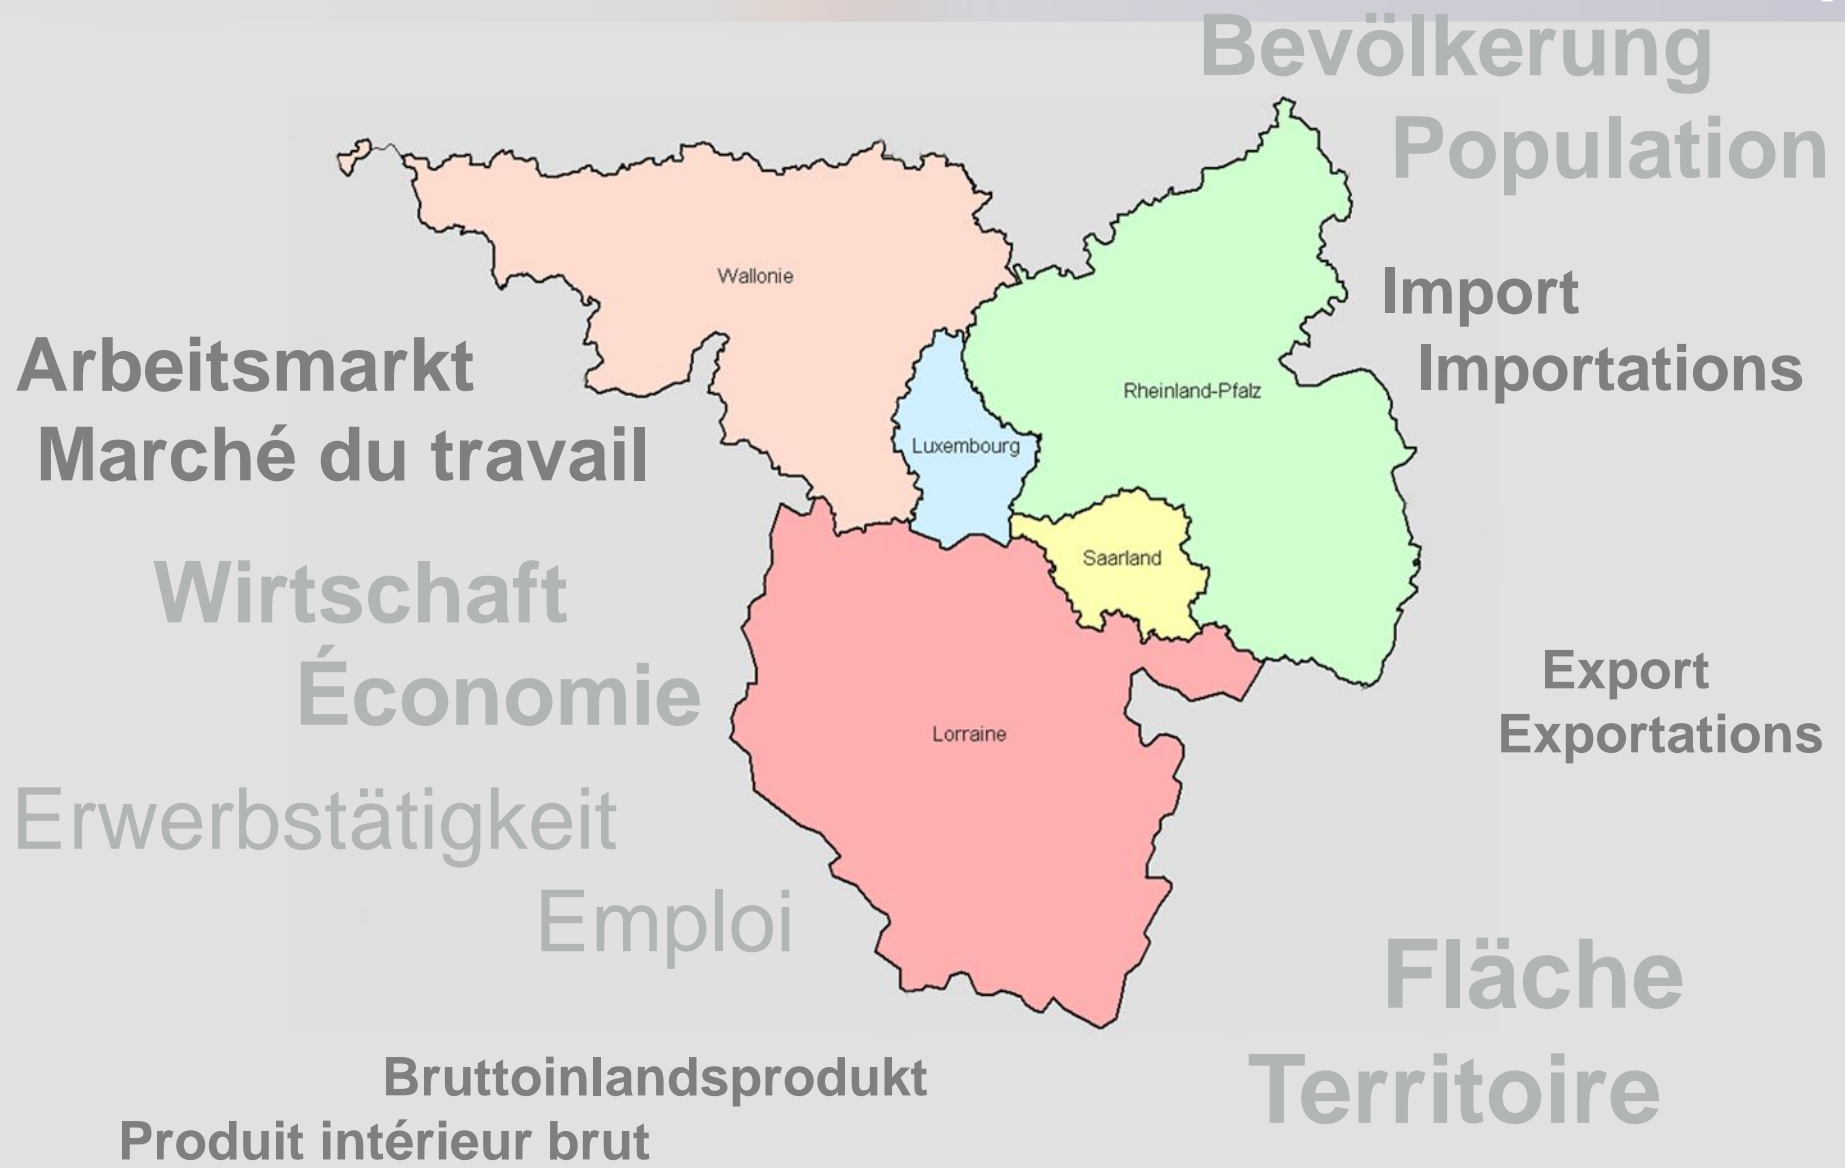 Bevölkerung
Population
Wallonie
Import
Importations
Arbeitsmarkt
Marché du travail
Rheinland-Pfalz
Luxembourg
Saarland
Wirtschaft
Économie
Export
Exportations
Lorraine
Erwerbstätigkeit
Emploi
Fläche
Territoire
Bruttoinlandsprodukt
Produit intérieur brut